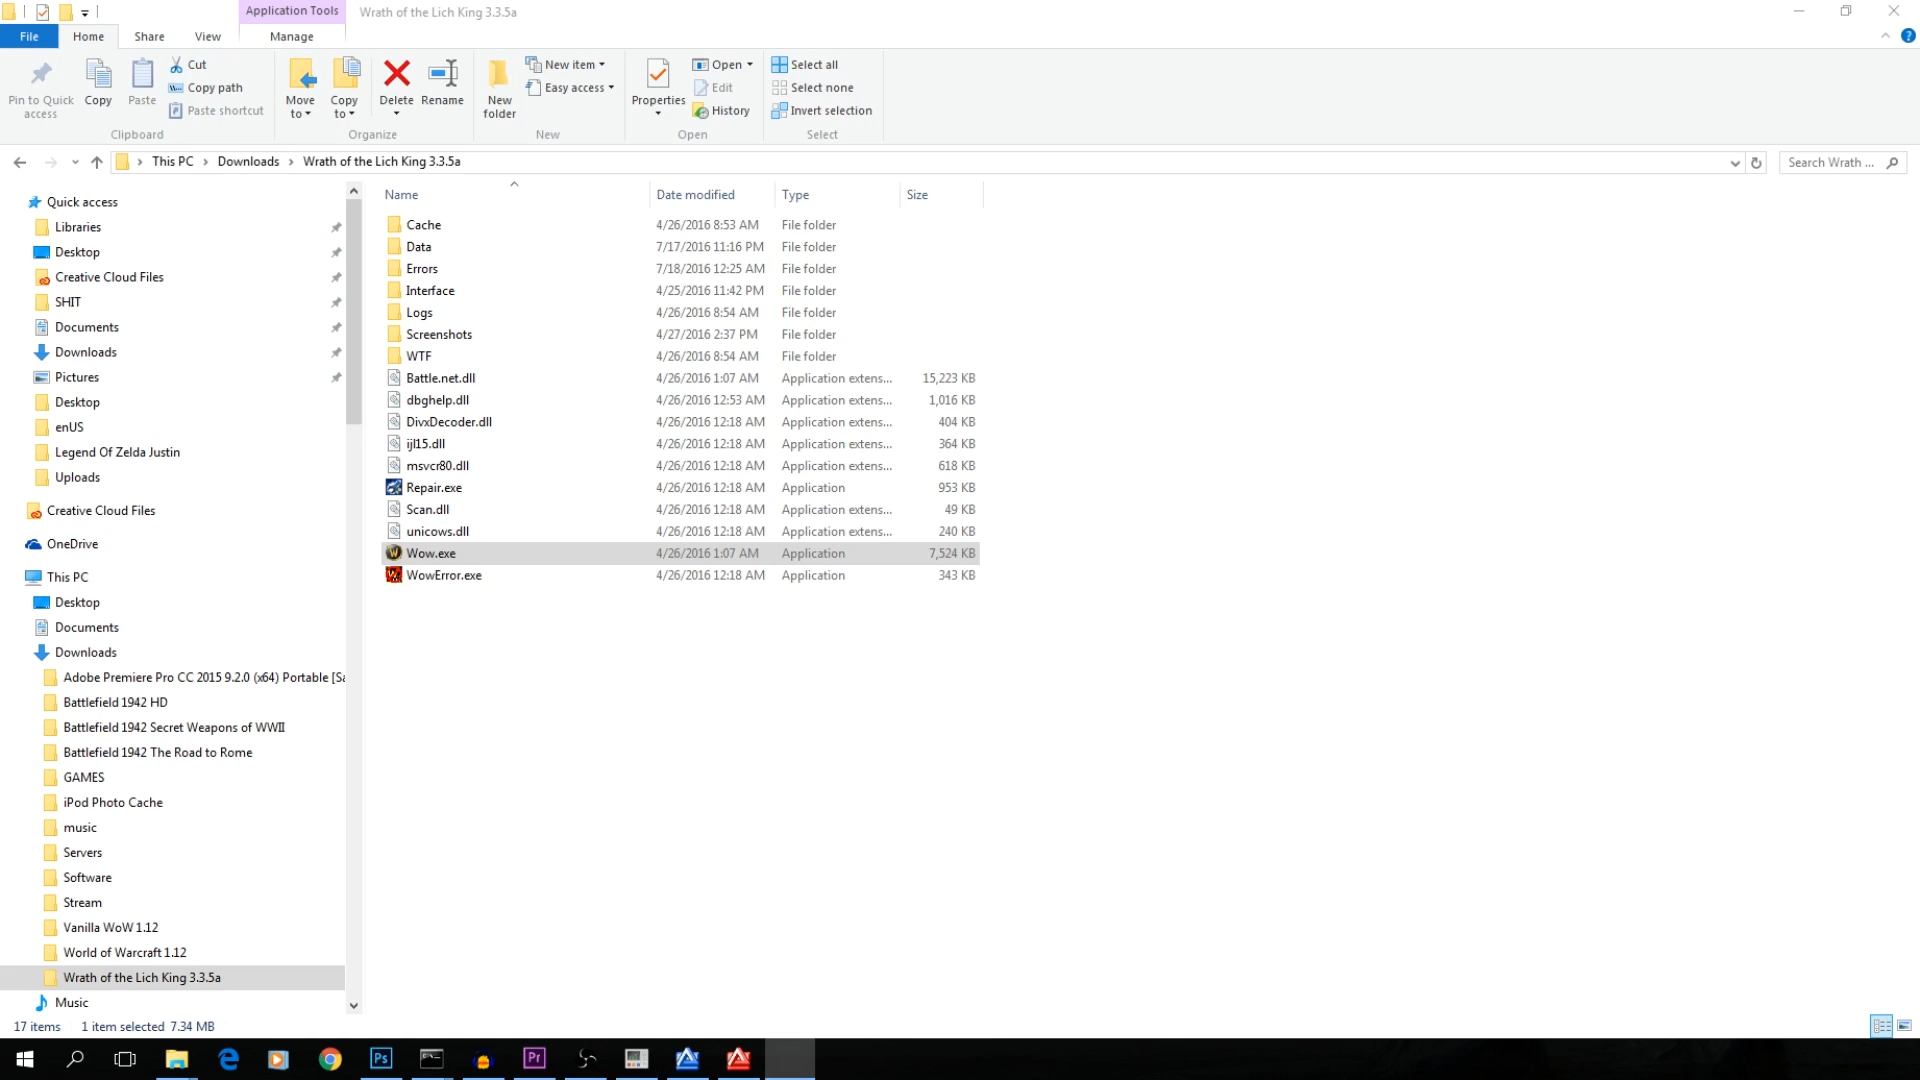 Application Tools
Wrath of the Lich King 3.3.5a
File
Home
Share
View
Manage
Pin to Quick access
Copy
Paste
Cut
Copy path
Paste shortcut
Clipboard
Move to
Copy to
Delete
Rename
Organize
New folder
New item
Easy access
New
Properties
Open
Edit
History
Open
Select all
Select none
Invert selection
Select
This PC > Downloads > Wrath of the Lich King 3.3.5a
Search Wrath ...
Quick access
Libraries
Desktop
Creative Cloud Files
SHIT
Documents
Downloads
Pictures
Desktop
enUS
Legend Of Zelda Justin
Uploads
Creative Cloud Files
OneDrive
This PC
Desktop
Documents
Downloads
Adobe Premiere Pro CC 2015 9.2.0 (x64) Portable [Sa
Battlefield 1942 HD
Battlefield 1942 Secret Weapons of WWII
Battlefield 1942 The Road to Rome
GAMES
iPod Photo Cache
music
Servers
Software
Stream
Vanilla WoW 1.12
World of Warcraft 1.12
Wrath of the Lich King 3.3.5a
Music
Name Date modified Type Size
Cache 4/26/2016 8:53 AM File folder
Data 7/17/2016 11:16 PM File folder
Errors 7/18/2016 12:25 AM File folder
Interface 4/25/2016 11:42 PM File folder
Logs 4/26/2016 8:54 AM File folder
Screenshots 4/27/2016 2:37 PM File folder
WTF 4/26/2016 8:54 AM File folder
Battle.net.dll 4/26/2016 1:07 AM Application extens... 15,223 KB
dbghelp.dll 4/26/2016 12:53 AM Application extens... 1,016 KB
DivxDecoder.dll 4/26/2016 12:18 AM Application extens... 404 KB
ijl15.dll 4/26/2016 12:18 AM Application extens... 364 KB
msvcr80.dll 4/26/2016 12:18 AM Application extens... 618 KB
Repair.exe 4/26/2016 12:18 AM Application 953 KB
Scan.dll 4/26/2016 12:18 AM Application extens... 49 KB
unicows.dll 4/26/2016 12:18 AM Application extens... 240 KB
Wow.exe 4/26/2016 1:07 AM Application 7,524 KB
WowError.exe 4/26/2016 12:18 AM Application 343 KB
17 items 1 item selected 7.34 MB
Ps
Pr